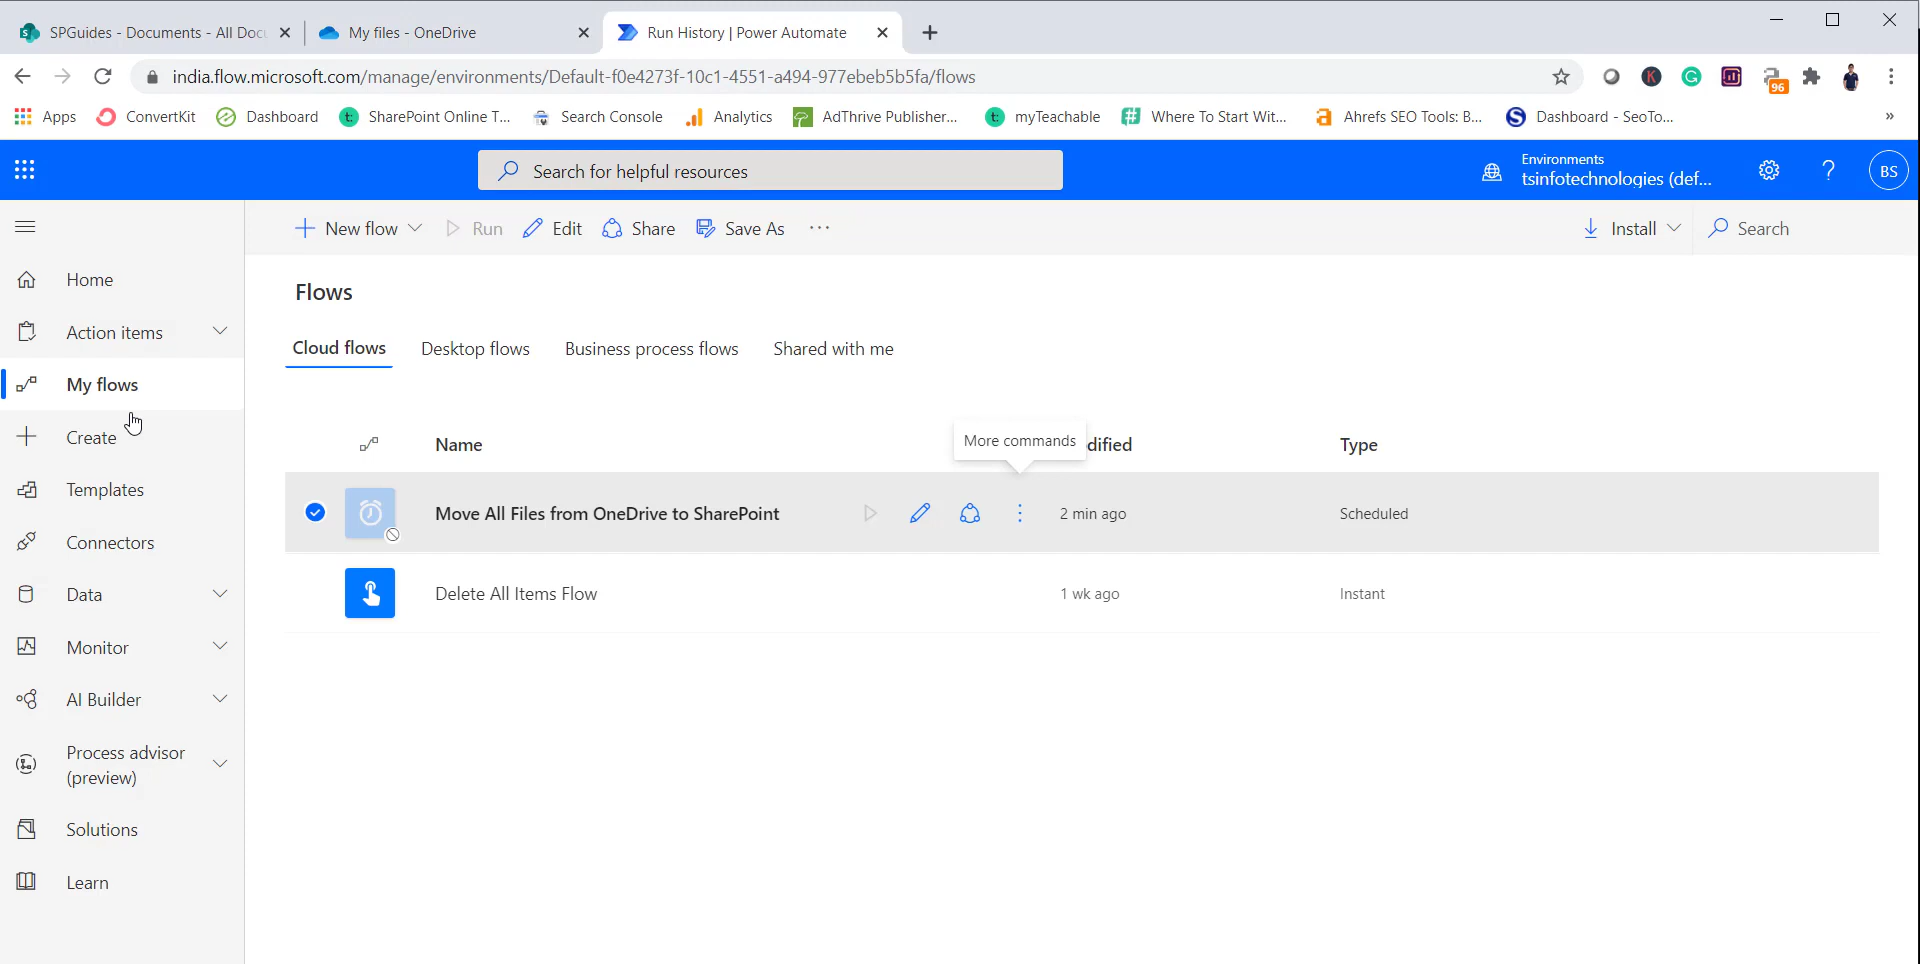 SPGuides - Documents - All Docu
My files - OneDrive
Run History | Power Automate
india.flow.microsoft.com/manage/environments/Default-f0e4273f-10c1-4551-a494-977ebeb5b5fa/flows
K
G
96
Apps
ConvertKit
Dashboard
t: SharePoint Online T...
Search Console
Analytics
AdThrive Publisher...
t: myTeachable
Where To Start Wit...
a Ahrefs SEO Tools: B...
S Dashboard - SeoTo...
»
Search for helpful resources
Environments
tsinfotechnologies (def...
?
BS
New flow
Run
Edit
Share
Save As
...
Install
Search
Home
Action items
My flows
Create
Templates
Connectors
Data
Monitor
AI Builder
Process advisor
(preview)
Solutions
Learn
Flows
Cloud flows
Desktop flows
Business process flows
Shared with me
Name
More commands
dified
Type
Move All Files from OneDrive to SharePoint
2 min ago
Scheduled
Delete All Items Flow
1 wk ago
Instant